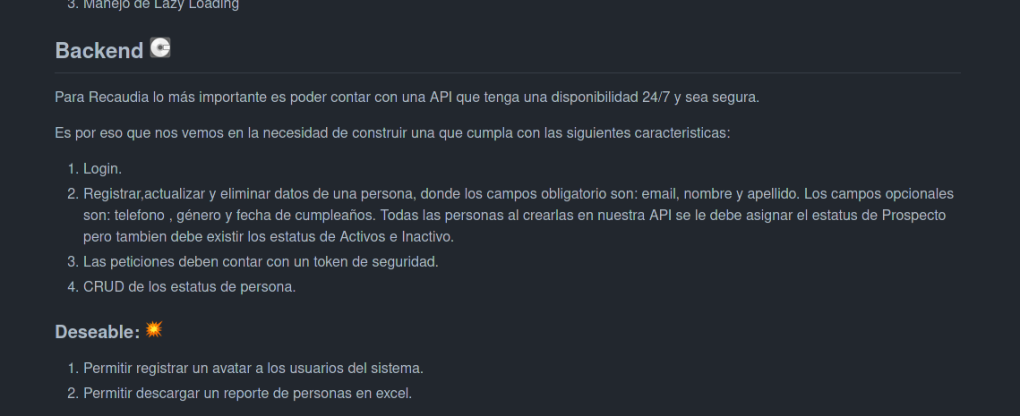 3. Manejo de Lazy Loading
Backend
Para Recaudia lo más importante es poder contar con una API que tenga una disponibilidad 24/7 y sea segura.
Es por eso que nos vemos en la necesidad de construir una que cumpla con las siguientes caracteristicas:
1. Login.
2. Registrar,actualizar y eliminar datos de una persona, donde los campos obligatorio son: email, nombre y apellido. Los campos opcionales
son: telefono , género y fecha de cumpleaños. Todas las personas al crearlas en nuestra API se le debe asignar el estatus de Prospecto
pero tambien debe existir los estatus de Activos e Inactivo.
3. Las peticiones deben contar con un token de seguridad.
4. CRUD de los estatus de persona.
Deseable:
1. Permitir registrar un avatar a los usuarios del sistema.
2. Permitir descargar un reporte de personas en excel.